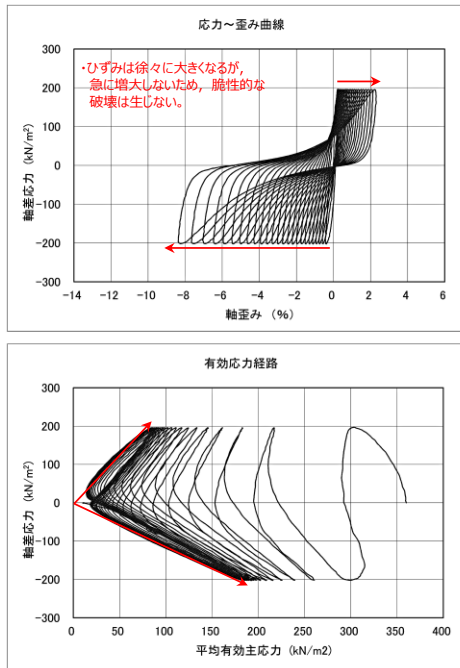 応力～歪み曲線
・ひずみは徐々に大きくなるが，
急に増大しないため，脆性的な
破壊は生じない。
軸差応力（kN/m²）
300
200
100
0
-100
-200
-300
-14 -12 -10 -8 -6 -4 -2 0 2 4 6
軸歪み （%）
有効応力経路
軸差応力（kN/m²）
300
200
100
0
-100
-200
-300
0 50 100 150 200 250 300 350 400
平均有効主応力（kN/m2）